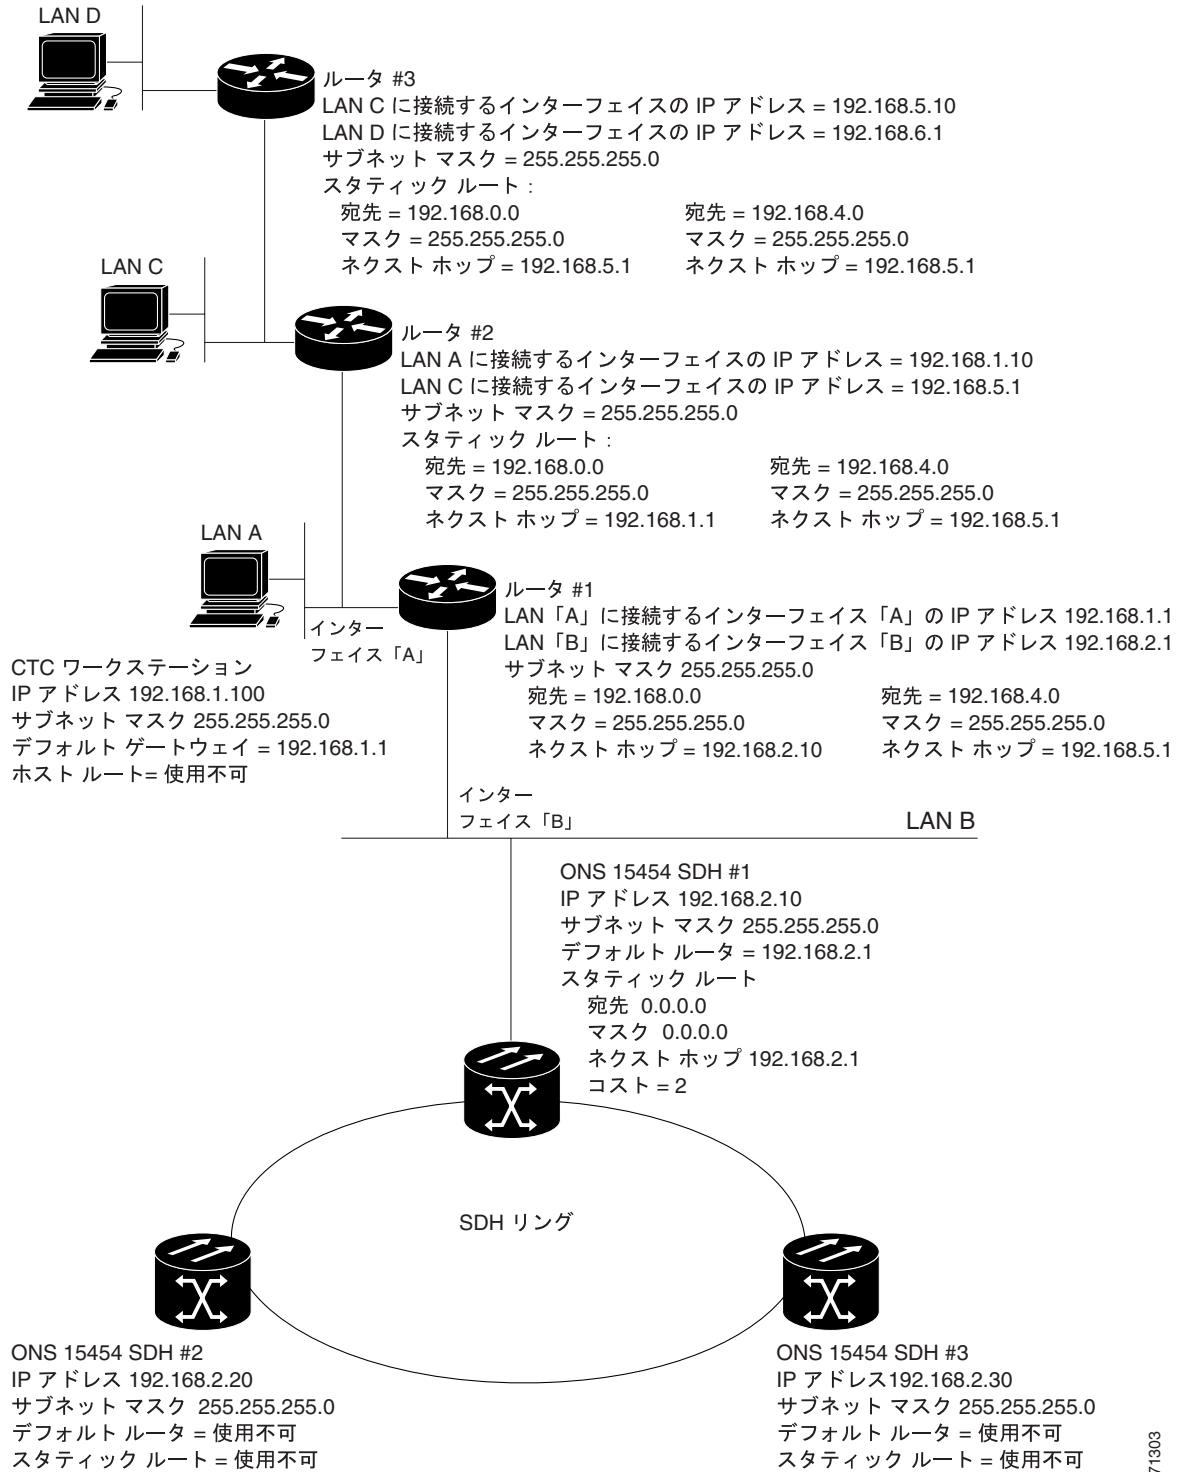 LAN D
ルータ #3
LAN C に接続するインターフェイスの IP アドレス = 192.168.5.10
LAN D に接続するインターフェイスの IP アドレス = 192.168.6.1
サブネット マスク = 255.255.255.0
スタティック ルート :
宛先 = 192.168.0.0
マスク = 255.255.255.0
ネクスト ホップ = 192.168.5.1
宛先 = 192.168.4.0
マスク = 255.255.255.0
ネクスト ホップ = 192.168.5.1
LAN C
ルータ #2
LAN A に接続するインターフェイスの IP アドレス = 192.168.1.10
LAN C に接続するインターフェイスの IP アドレス = 192.168.5.1
サブネット マスク = 255.255.255.0
スタティック ルート :
宛先 = 192.168.0.0
マスク = 255.255.255.0
ネクスト ホップ = 192.168.1.1
宛先 = 192.168.4.0
マスク = 255.255.255.0
ネクスト ホップ = 192.168.5.1
LAN A
インター
フェイス「A」
ルータ #1
LAN「A」に接続するインターフェイス「A」の IP アドレス 192.168.1.1
LAN「B」に接続するインターフェイス「B」の IP アドレス 192.168.2.1
サブネット マスク 255.255.255.0
宛先 = 192.168.0.0
マスク = 255.255.255.0
ネクスト ホップ = 192.168.2.10
宛先 = 192.168.4.0
マスク = 255.255.255.0
ネクスト ホップ = 192.168.5.1
CTC ワークステーション
IP アドレス 192.168.1.100
サブネット マスク 255.255.255.0
デフォルト ゲートウェイ = 192.168.1.1
ホスト ルート= 使用不可
インター
フェイス「B」
LAN B
ONS 15454 SDH #1
IP アドレス 192.168.2.10
サブネット マスク 255.255.255.0
デフォルト ルータ = 192.168.2.1
スタティック ルート
宛先 0.0.0.0
マスク 0.0.0.0
ネクスト ホップ 192.168.2.1
コスト = 2
SDH リング
ONS 15454 SDH #2
IP アドレス 192.168.2.20
サブネット マスク 255.255.255.0
デフォルト ルータ = 使用不可
スタティック ルート = 使用不可
ONS 15454 SDH #3
IP アドレス192.168.2.30
サブネット マスク 255.255.255.0
デフォルト ルータ = 使用不可
スタティック ルート = 使用不可
71303